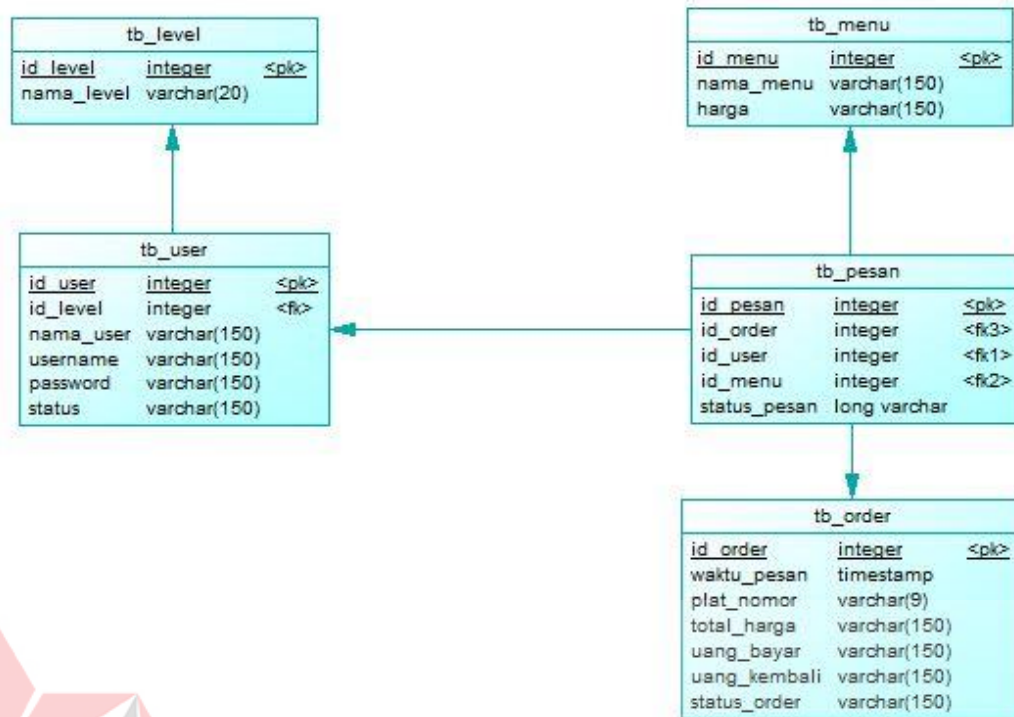 tb_level
id_level integer <pk>
nama_level varchar(20)
tb_menu
id_menu integer <pk>
nama_menu varchar(150)
harga varchar(150)
tb_user
id_user integer <pk>
id_level integer <fk>
nama_user varchar(150)
username varchar(150)
password varchar(150)
status varchar(150)
tb_pesan
id_pesan integer <pk>
id_order integer <fk3>
id_user integer <fk1>
id_menu integer <fk2>
status_pesan long varchar
tb_order
id_order integer <pk>
waktu_pesan timestamp
plat_nomor varchar(9)
total_harga varchar(150)
uang_bayar varchar(150)
uang_kembali varchar(150)
status_order varchar(150)